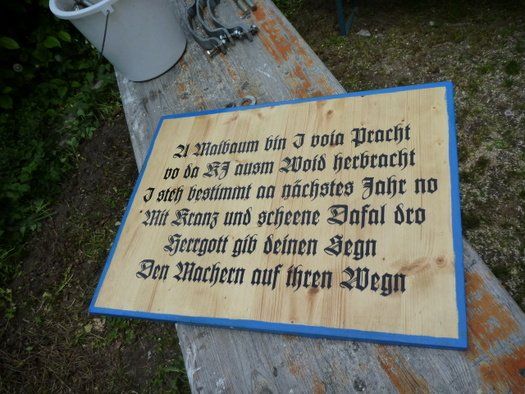 A Maibaum bin I voia Pracht
vo da KJ ausm Woid herbracht
I steh bestimmt aa nächstes Jahr no
Mit Kranz und scheene Dafal dro
Herrgott gib deinen Segn
Den Machern auf ihren Wegn